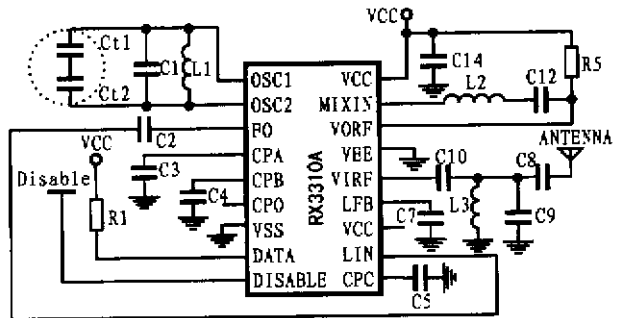 VCC
Ct1
C1
L1
Ct2
C14
L2
C12
R5
OSC1
VCC
OSC2
MIXIN
C2
FO
VORF
VCC
ANTENNA
C3
CPA
VEE
C10
C8
Disable
C4
CPB
VIRF
R1
CPO
LFB
C7
L3
C9
VSS
VCC
DATA
LIN
DISABLE
CPC
C5
RX3310A